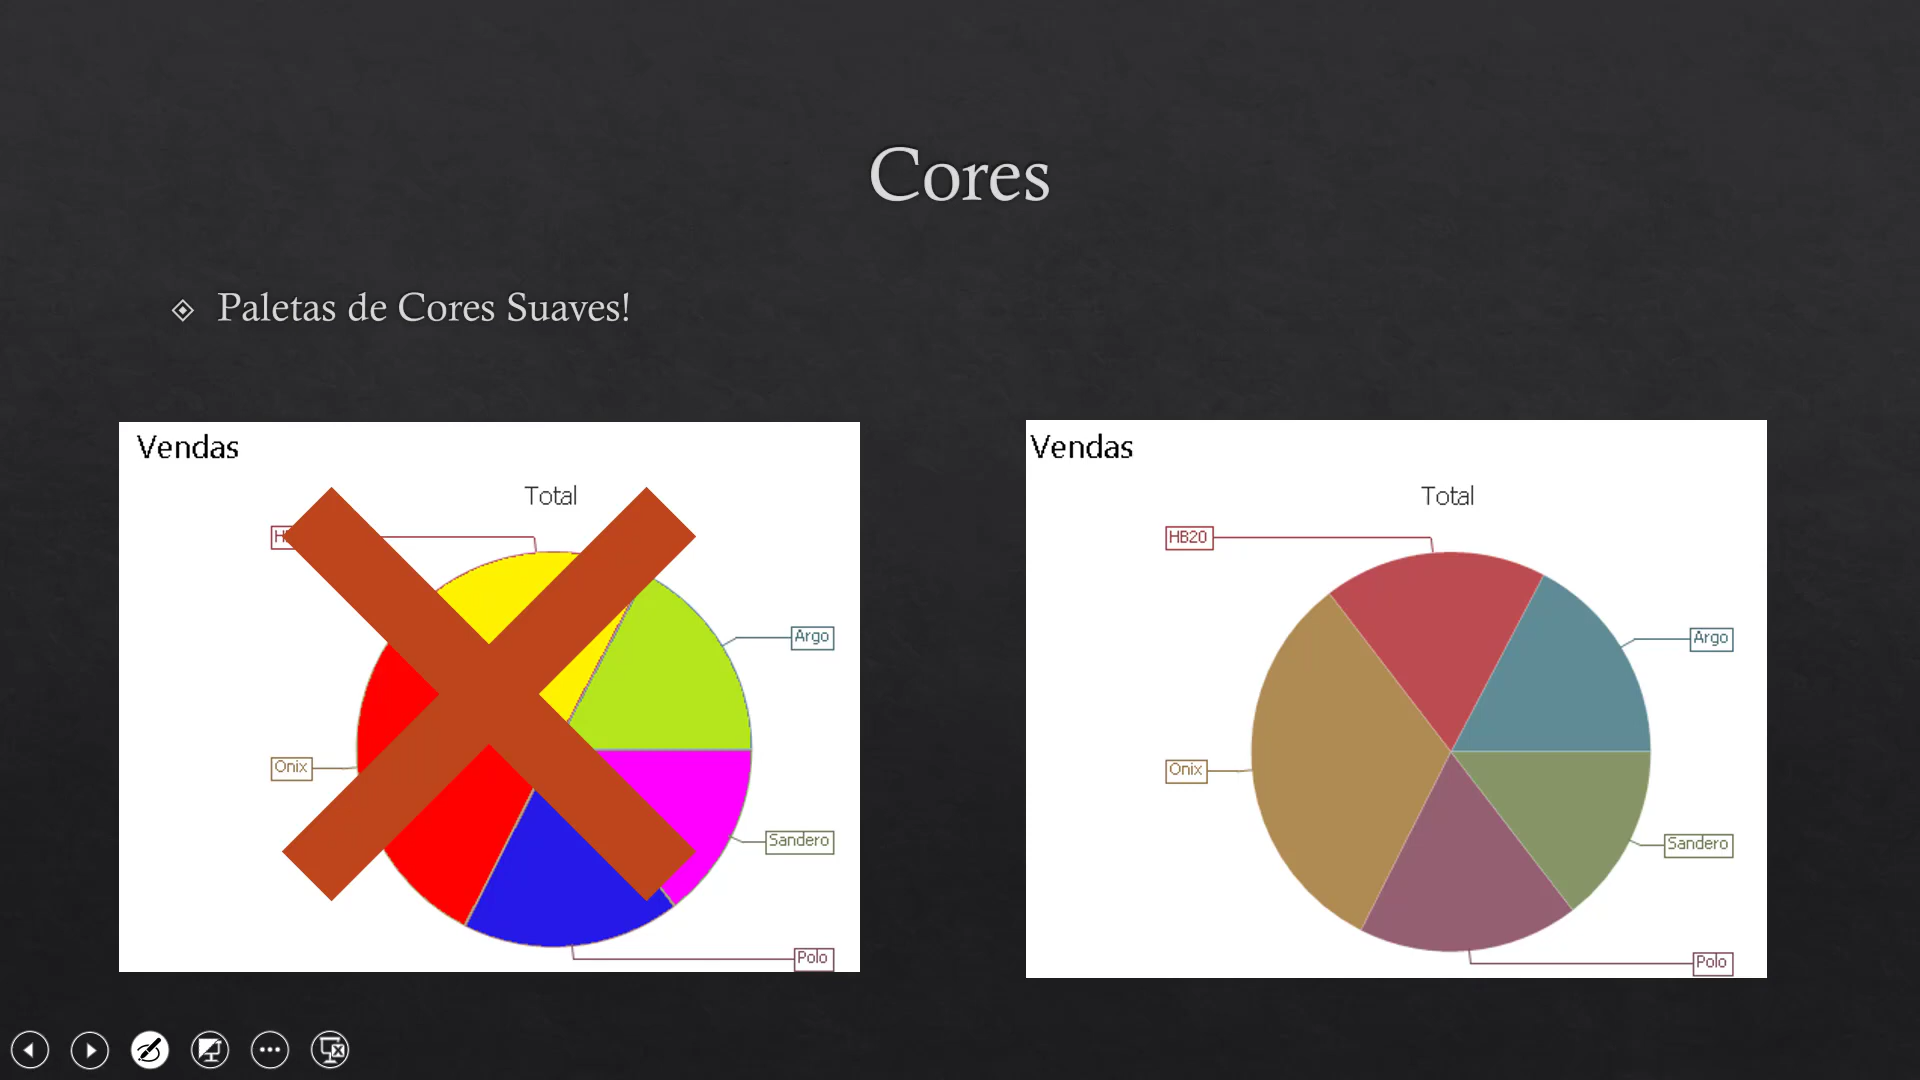 Cores
Paletas de Cores Suaves!
Vendas
Total
Argo
Onix
Sandero
Polo
Vendas
Total
HB20
Argo
Onix
Sandero
Polo